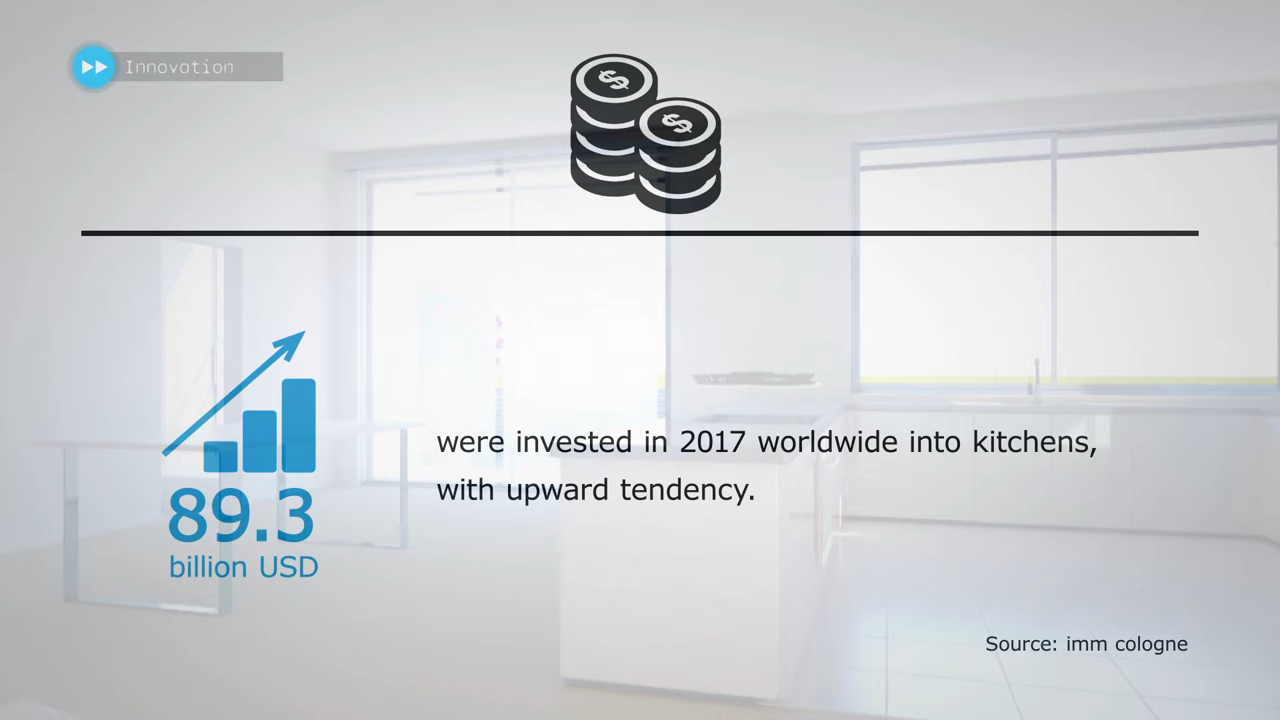 Innovation
89.3
billion USD
were invested in 2017 worldwide into kitchens,
with upward tendency.
Source: imm cologne